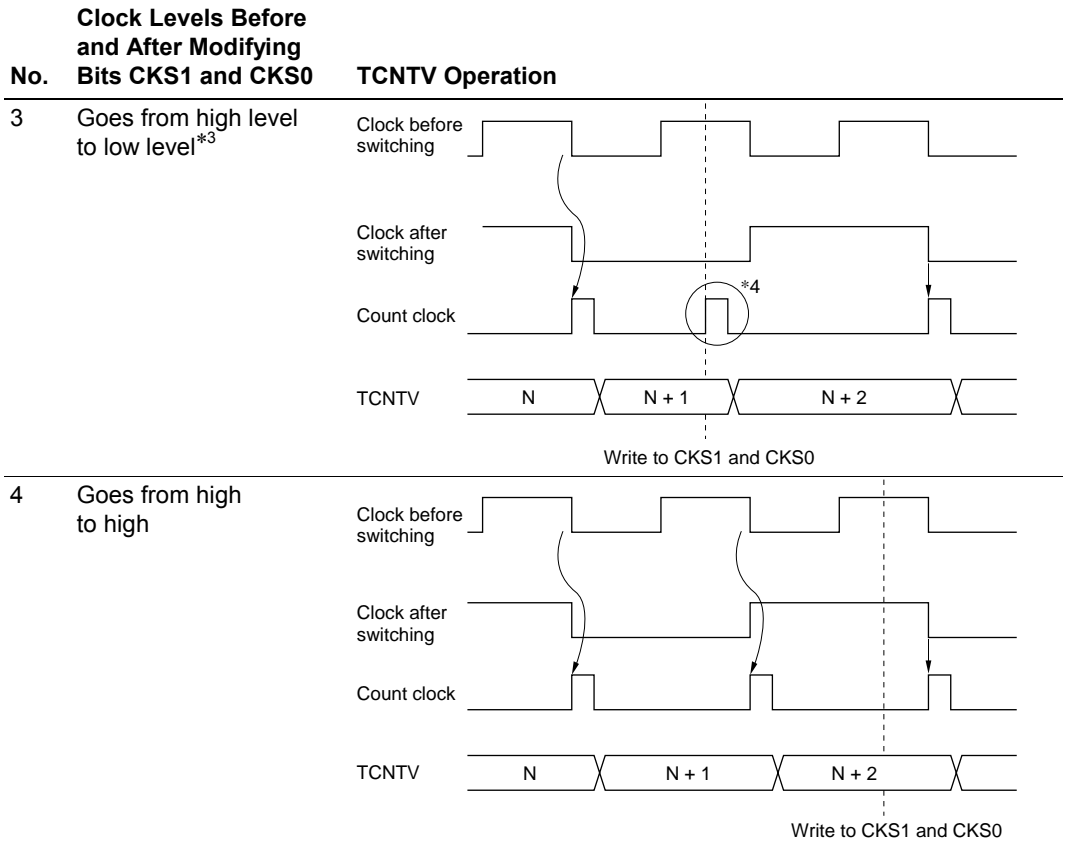 Clock Levels Before
and After Modifying
No. Bits CKS1 and CKS0 TCNTV Operation
3 Goes from high level
to low level*3
Clock before
switching
Clock after
switching
*4
Count clock
TCNTV N N + 1 N + 2
Write to CKS1 and CKS0
4 Goes from high
to high
Clock before
switching
Clock after
switching
Count clock
TCNTV N N + 1 N + 2
Write to CKS1 and CKS0